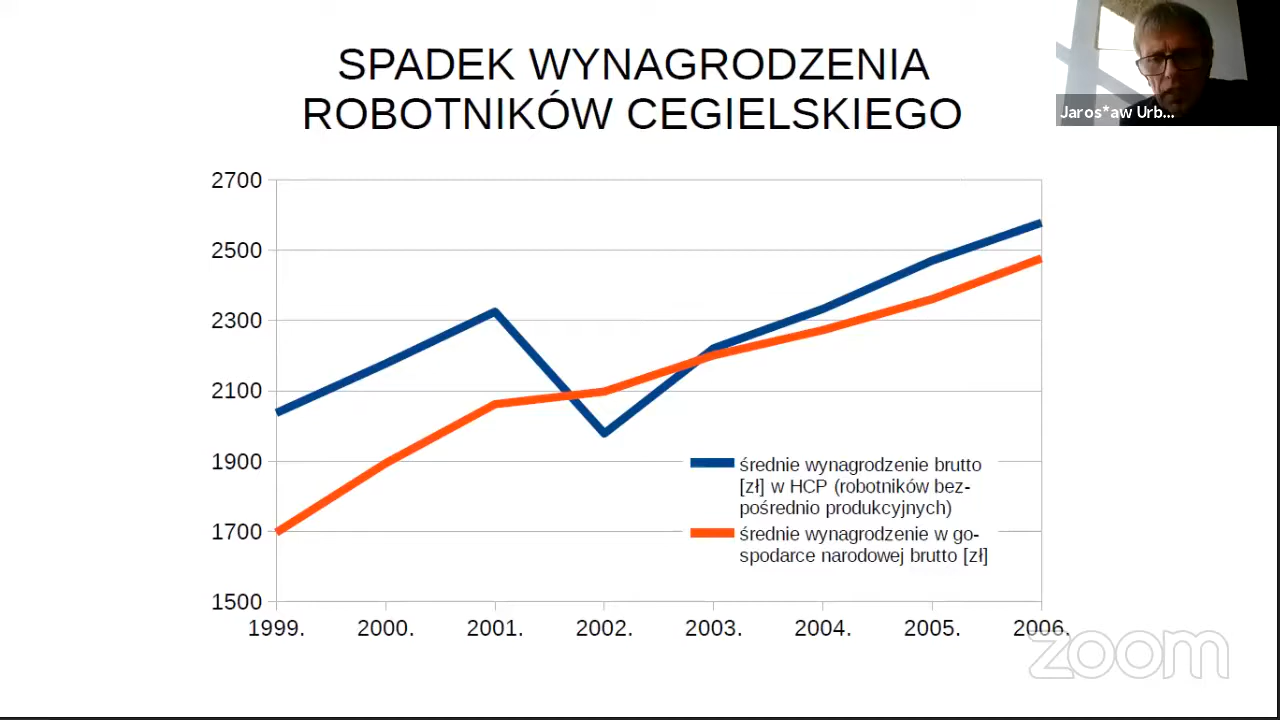 SPADEK WYNAGRODZENIA
ROBOTNIKÓW CEGIELSKIEGO
Jaros*aw Urb...
2700
2500
2300
2100
1900
1700
1500
średnie wynagrodzenie brutto
[zł] w HCP (robotników bez-
pośrednio produkcyjnych)
średnie wynagrodzenie w go-
spodarce narodowej brutto [zł]
1999. 2000. 2001. 2002. 2003. 2004. 2005. 2006.
zoom